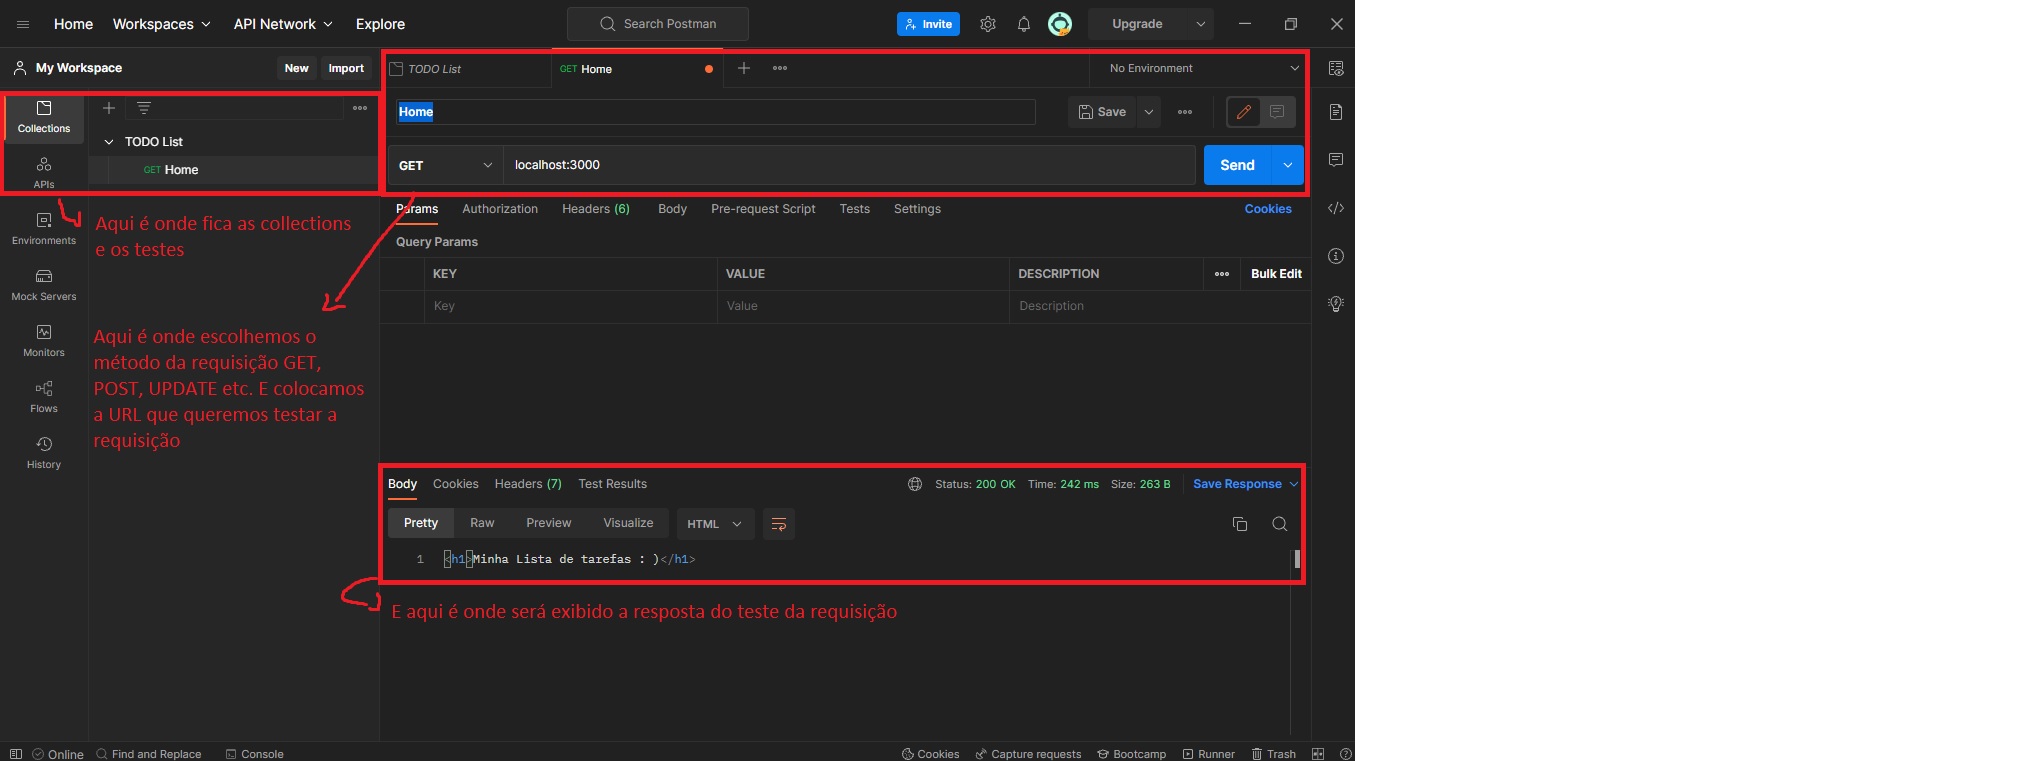 Home Workspaces API Network Explore Search Postman Invite Upgrade
My Workspace New Import TODO List GET Home No Environment
Collections
TODO List
GET Home
APIs
Environments
Mock Servers
Monitors
Flows
History
Home Save
GET localhost:3000 Send
Params Authorization Headers (6) Body Pre-request Script Tests Settings Cookies
Query Params
KEY VALUE DESCRIPTION Bulk Edit
Key Value Description
Aqui é onde fica as collections
e os testes
Aqui é onde escolhemos o
método da requisição GET,
POST, UPDATE etc. E colocamos
a URL que queremos testar a
requisição
Body Cookies Headers (7) Test Results Status: 200 OK Time: 242 ms Size: 263 B Save Response
Pretty Raw Preview Visualize HTML
1 <h1>Minha Lista de tarefas : )</h1>
E aqui é onde será exibido a resposta do teste da requisição
Online Find and Replace Console Cookies Capture requests Bootcamp Runner Trash